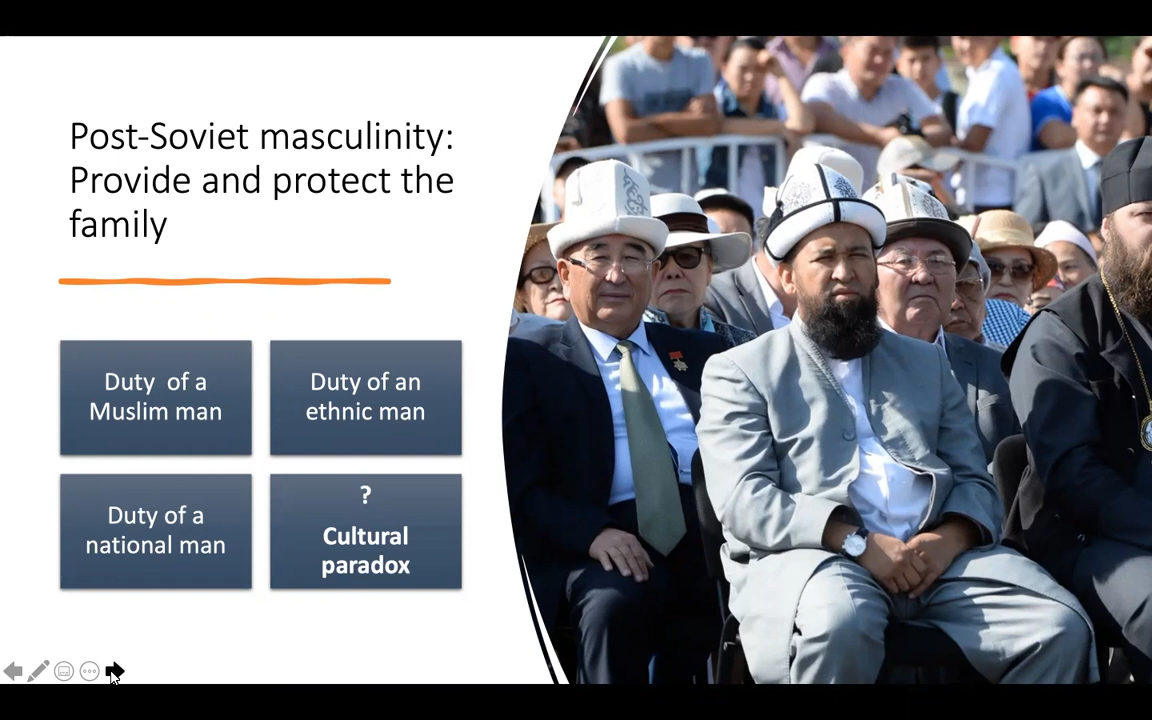 Post-Soviet masculinity:
Provide and protect the
family
Duty of a
Muslim man
Duty of an
ethnic man
Duty of a
national man
?
Cultural
paradox